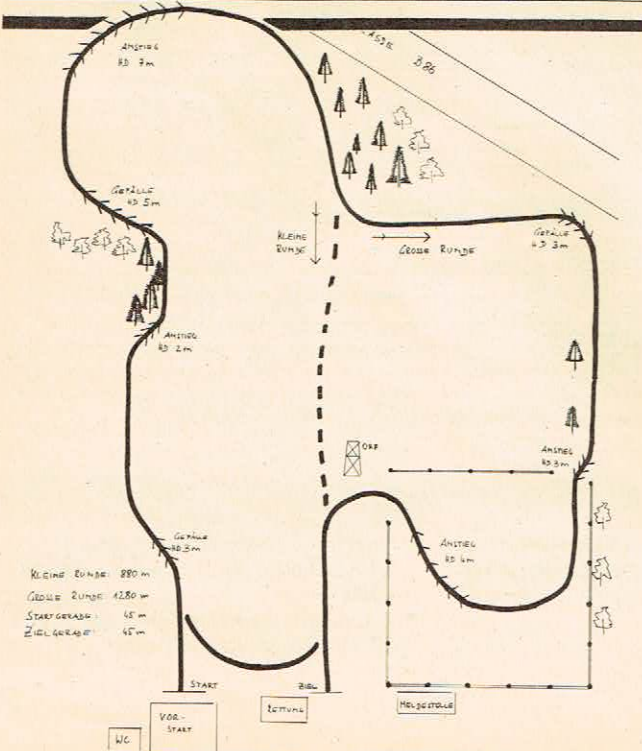 ANSTIEG
HD 7m
B86
GEFÄLLE
HD 5m
KLEINE
RUNDE
GROSSE RUNDE
GEFÄLLE
HD 3m
ANSTIEG
HD 2m
ORF
ANSTIEG
HD 3m
GEFÄLLE
HD 3m
ANSTIEG
HD 4m
KLEINE RUNDE: 880 m
GROSSE RUNDE 1280 m
STARTGERADE: 45 m
ZIELGERADE: 45 m
START
ZIEL
VOR-
START
RETTUNG
MELDESTELLE
WC